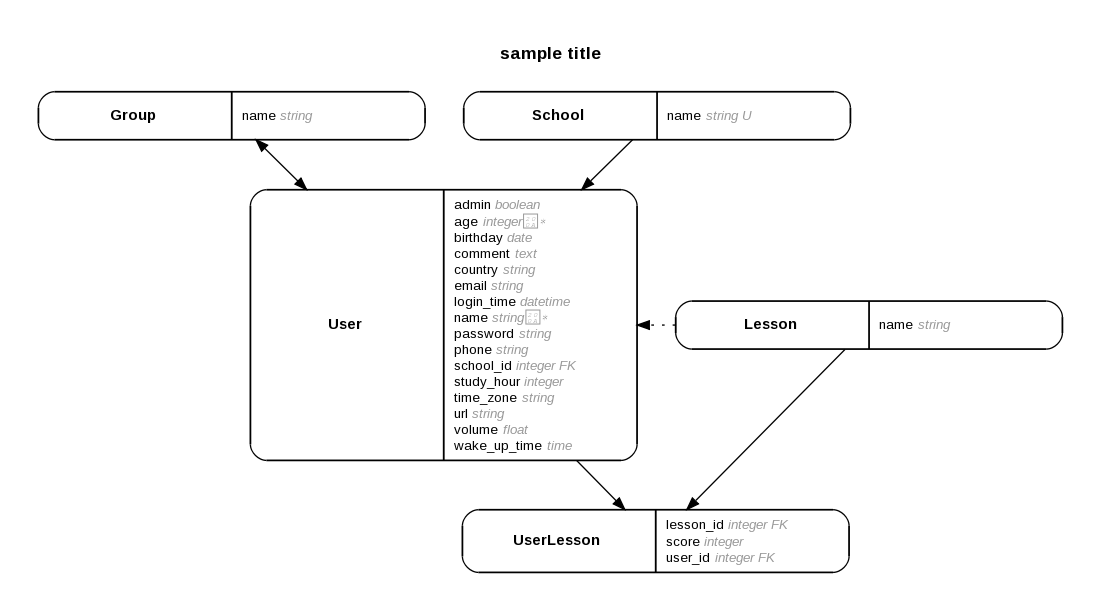 sample title
Group
name string
School
name string U
User
admin boolean
age integer *
birthday date
comment text
country string
email string
login_time datetime
name string *
password string
phone string
school_id integer FK
study_hour integer
time_zone string
url string
volume float
wake_up_time time
Lesson
name string
UserLesson
lesson_id integer FK
score integer
user_id integer FK